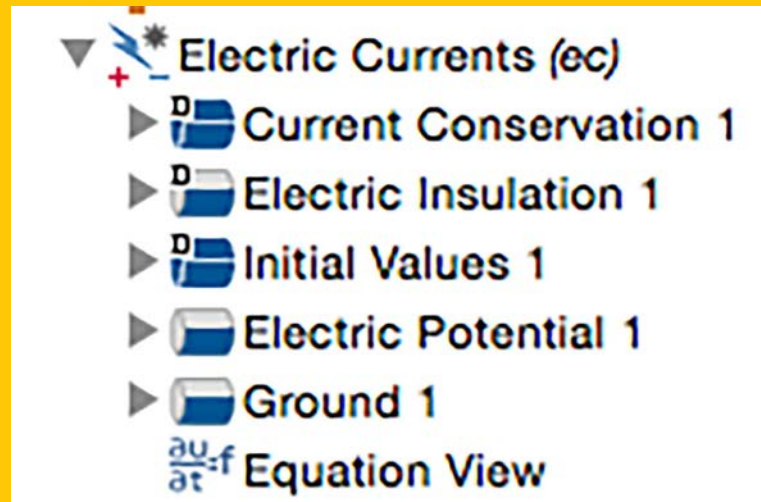 Electric Currents (ec)
D Current Conservation 1
D Electric Insulation 1
D Initial Values 1
Electric Potential 1
Ground 1
∂u/∂t=f Equation View